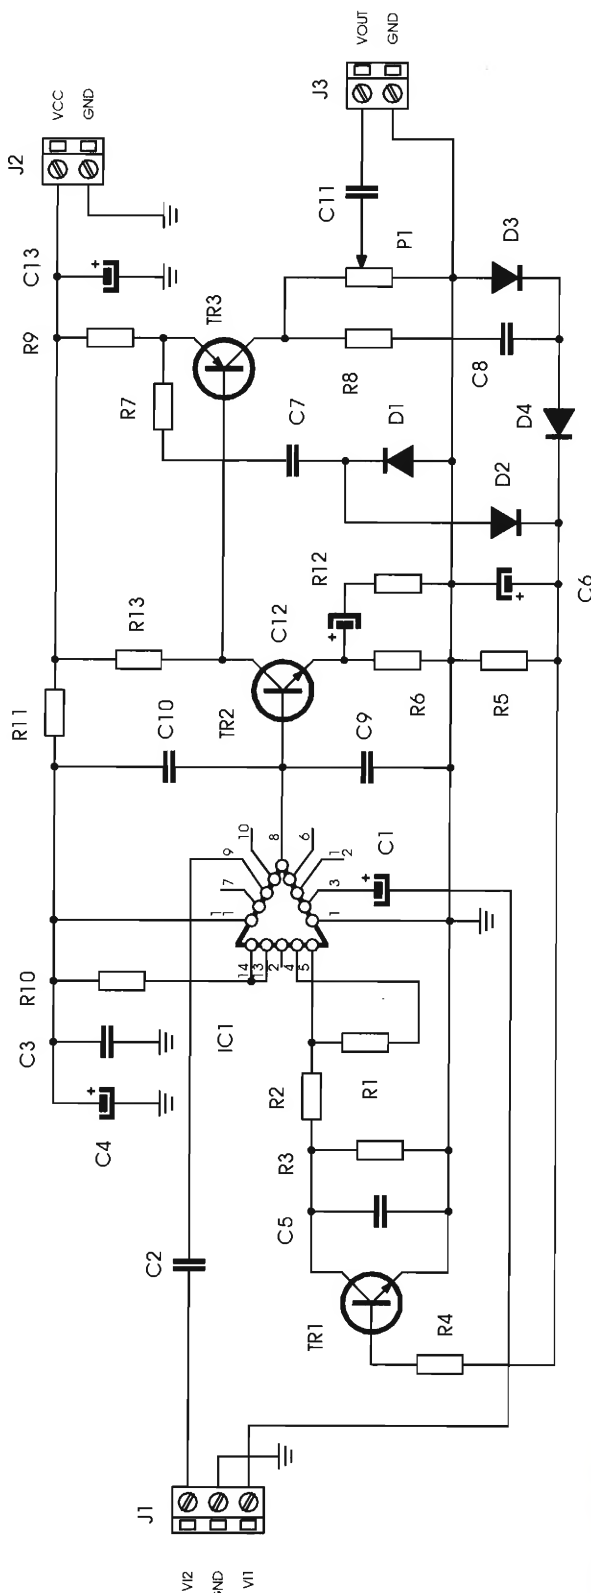 J1
VI2
GND
VI1
C2
C4
C3
R10
R11
R13
R9
C13
J2
VCC
GND
TR1
R4
C5
R3
R2
R1
IC1
14
13
2
4
5
11
7
9
10
8
6
12
3
1
C1
C10
C9
TR2
C12
R12
R6
R5
C6
R7
TR3
C7
D1
D2
D4
R8
C8
D3
P1
C11
J3
VOUT
GND